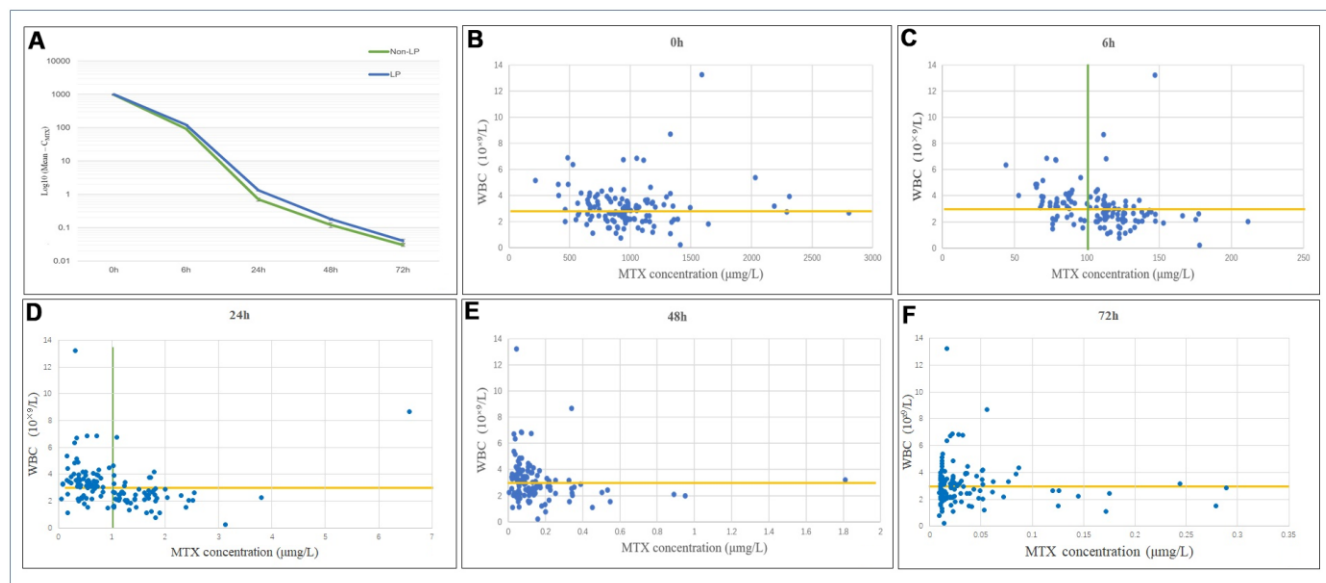 A
Non-LP
LP
Log10 (Mean - CMTX)
10000
1000
100
10
1
0.1
0.01
0h 6h 24h 48h 72h
B
0h
WBC (10^×9/L)
14
12
10
8
6
4
2
0
0 500 1000 1500 2000 2500 3000
MTX concentration (μmg/L)
C
6h
WBC (10^×9/L)
14
12
10
8
6
4
2
0
0 50 100 150 200 250
MTX concentration (μmg/L)
D
24h
WBC (10^×9/L)
14
12
10
8
6
4
2
0
0 1 2 3 4 5 6 7
MTX concentration (μmg/L)
E
48h
WBC (10^×9/L)
14
12
10
8
6
4
2
0
0 0.2 0.4 0.6 0.8 1 1.2 1.4 1.6 1.8 2
MTX concentration (μmg/L)
F
72h
14
12
10
8
6
4
2
0
0 0.05 0.1 0.15 0.2 0.25 0.3 0.35
MTX concentration (μmg/L)